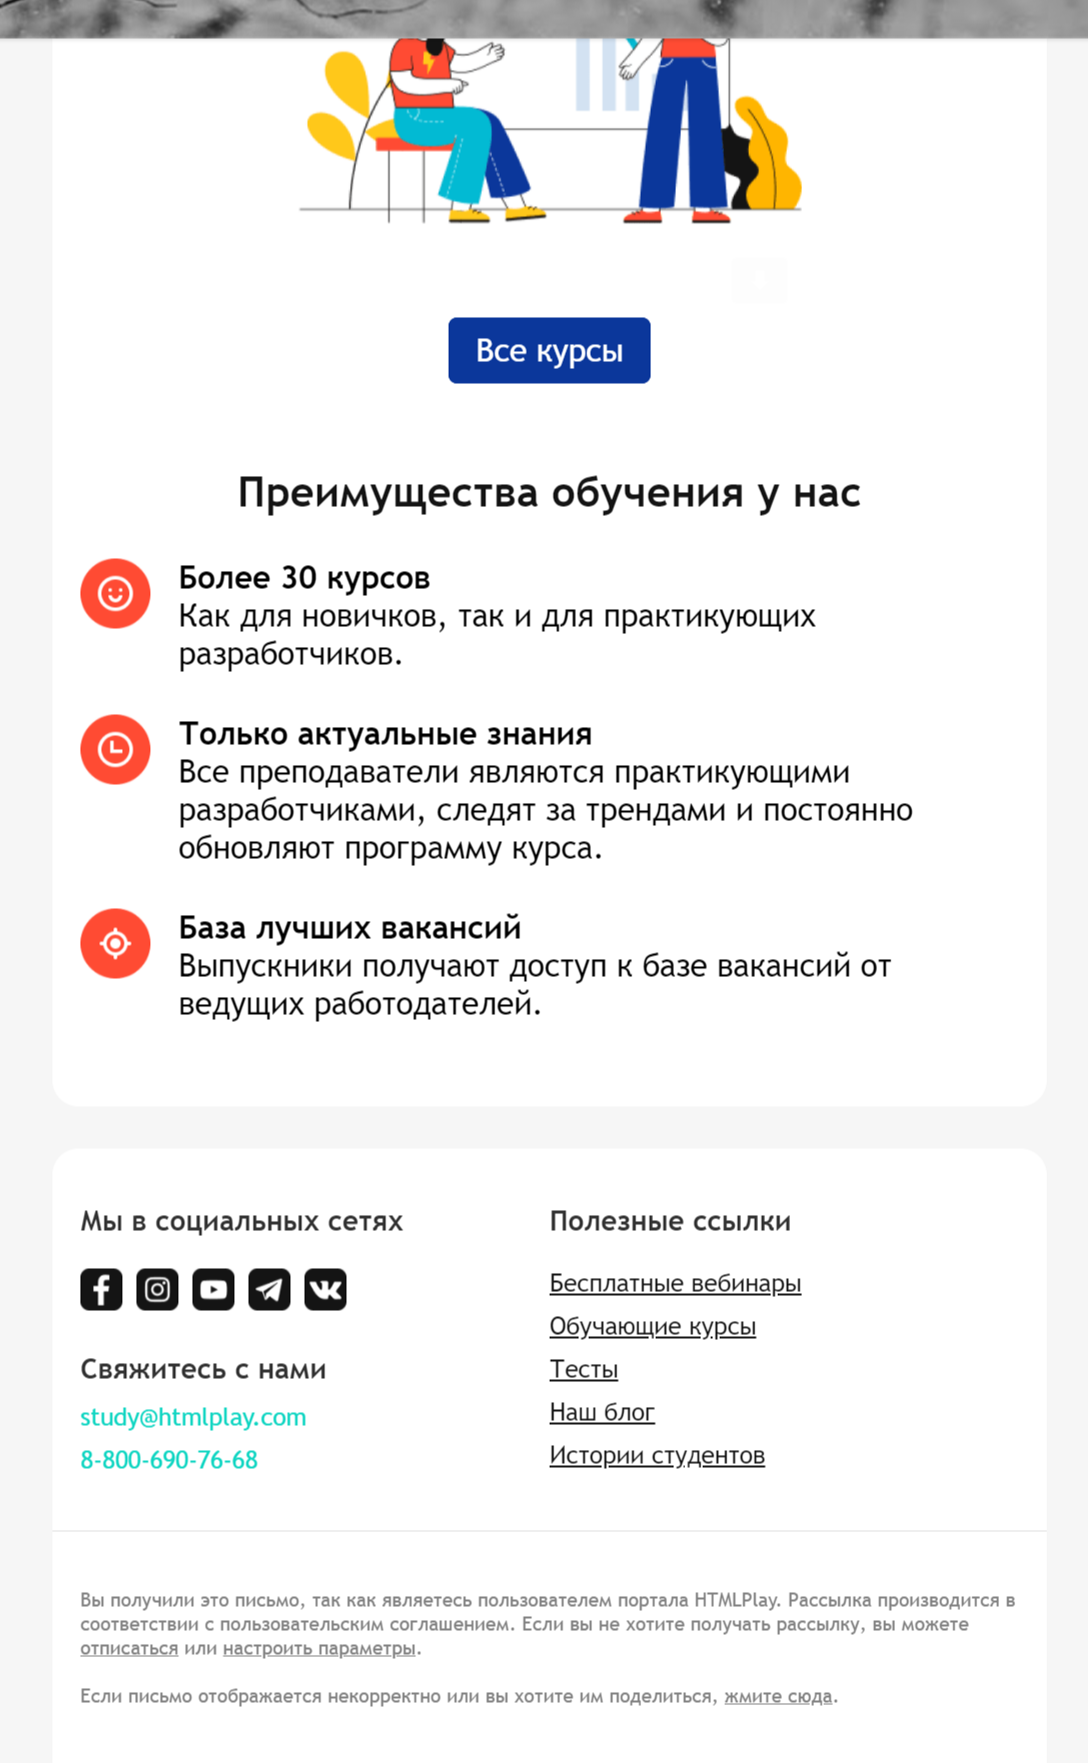 Все курсы
Преимущества обучения у нас
Более 30 курсов
Как для новичков, так и для практикующих
разработчиков.
Только актуальные знания
Все преподаватели являются практикующими
разработчиками, следят за трендами и постоянно
обновляют программу курса.
База лучших вакансий
Выпускники получают доступ к базе вакансий от
ведущих работодателей.
Мы в социальных сетях
Свяжитесь с нами
study@htmlplay.com
8-800-690-76-68
Полезные ссылки
Бесплатные вебинары
Обучающие курсы
Тесты
Наш блог
Истории студентов
Вы получили это письмо, так как являетесь пользователем портала HTMLPlay. Рассылка производится в
соответствии с пользовательским соглашением. Если вы не хотите получать рассылку, вы можете
отписаться или настроить параметры.
Если письмо отображается некорректно или вы хотите им поделиться, жмите сюда.